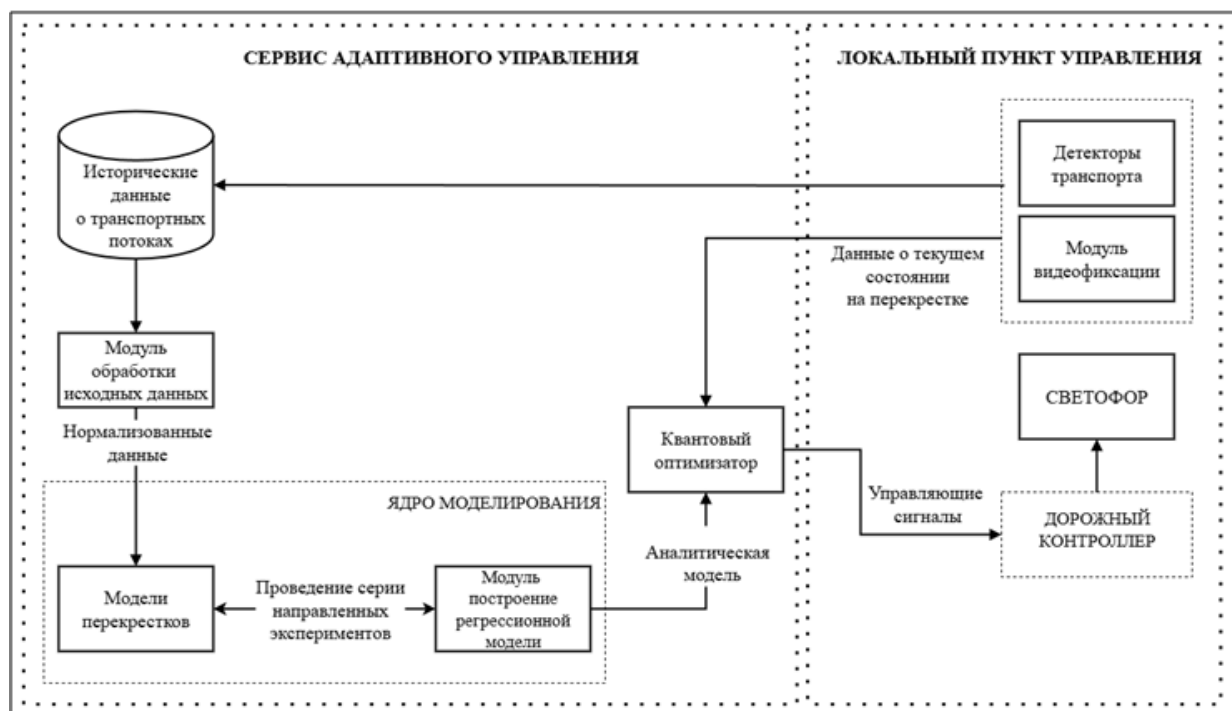 СЕРВИС АДАПТИВНОГО УПРАВЛЕНИЯ
Исторические
данные
о транспортных
потоках
Модуль
обработки
исходных данных
Нормализованные
данные
ЯДРО МОДЕЛИРОВАНИЯ
Модели
перекрестков
Проведение серии
направленных
экспериментов
Модуль
построение
регрессионной
модели
Аналитическая
модель
Квантовый
оптимизатор
ЛОКАЛЬНЫЙ ПУНКТ УПРАВЛЕНИЯ
Детекторы
транспорта
Модуль
видеофиксации
Данные о текущем
состоянии
на перекрестке
СВЕТОФОР
Управляющие
сигналы
ДОРОЖНЫЙ
КОНТРОЛЛЕР